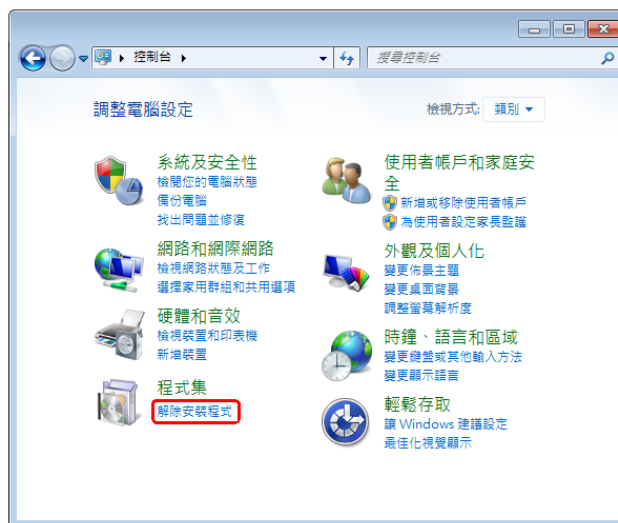 控制台
搜尋控制台
調整電腦設定
檢視方式: 類別
系統及安全性
檢閱您的電腦狀態
備份電腦
找出問題並修復
網路和網際網路
檢視網路狀態及工作
選擇家用群組和共用選項
硬體和音效
檢視裝置和印表機
新增裝置
程式集
解除安裝程式
使用者帳戶和家庭安
全
新增或移除使用者帳戶
為使用者設定家長監護
外觀及個人化
變更佈景主題
變更桌面背景
調整螢幕解析度
時鐘、語言和區域
變更鍵盤或其他輸入方法
變更顯示語言
輕鬆存取
讓 Windows 建議設定
最佳化視覺顯示